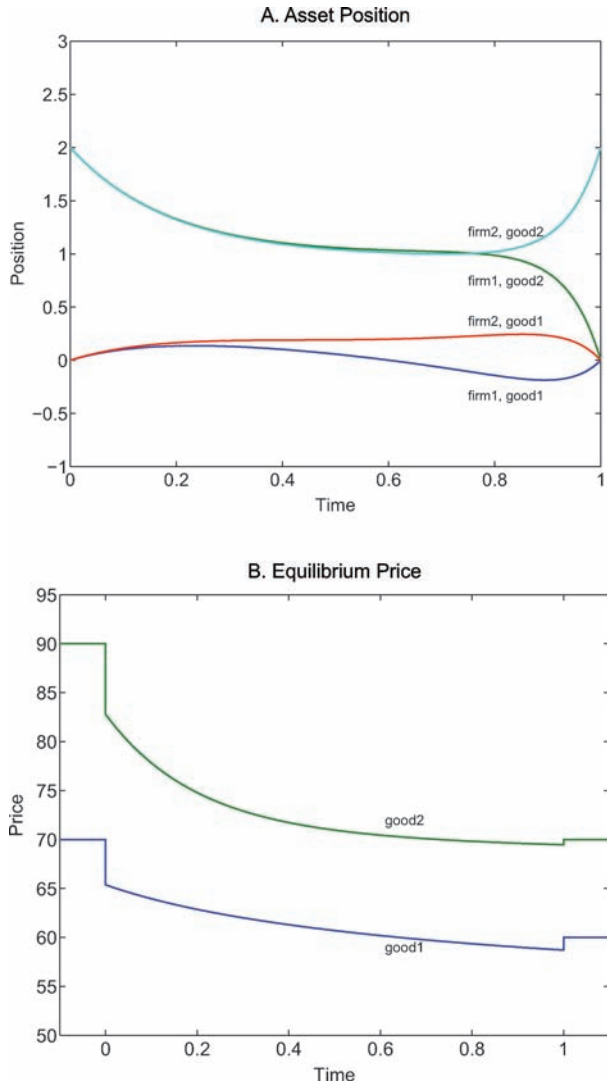 A. Asset Position
3
2.5
2
1.5
1
0.5
0
−0.5
−1
Position
firm2, good2
firm1, good2
firm2, good1
firm1, good1
0 0.2 0.4 0.6 0.8 1
Time
B. Equilibrium Price
95
90
85
80
75
70
65
60
55
50
Price
good2
good1
0 0.2 0.4 0.6 0.8 1
Time